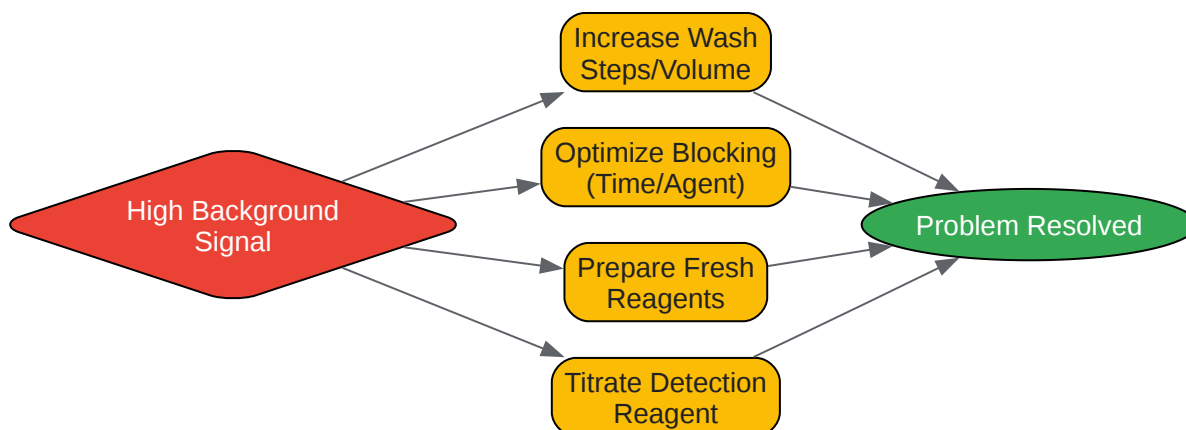 Increase Wash
Steps/Volume
Optimize Blocking
(Time/Agent)
High Background
Signal
Problem Resolved
Prepare Fresh
Reagents
Titrate Detection
Reagent